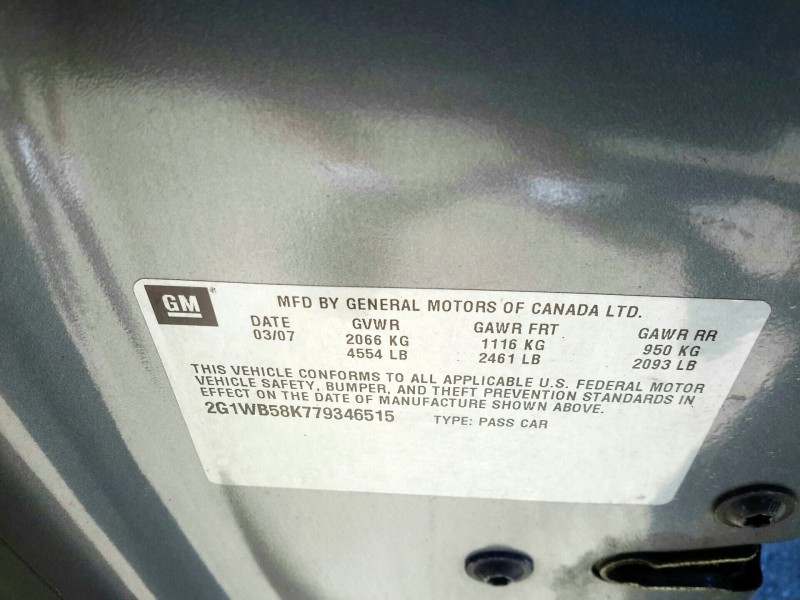 GM ® MFD BY GENERAL MOTORS OF CANADA LTD.
DATE GVWR GAWR FRT GAWR RR
03/07 2066 KG 1116 KG 950 KG
4554 LB 2461 LB 2093 LB
THIS VEHICLE CONFORMS TO ALL APPLICABLE U.S. FEDERAL MOTOR
VEHICLE SAFETY, BUMPER, AND THEFT PREVENTION STANDARDS IN
EFFECT ON THE DATE OF MANUFACTURE SHOWN ABOVE.
2G1WB58K779346515 TYPE: PASS CAR